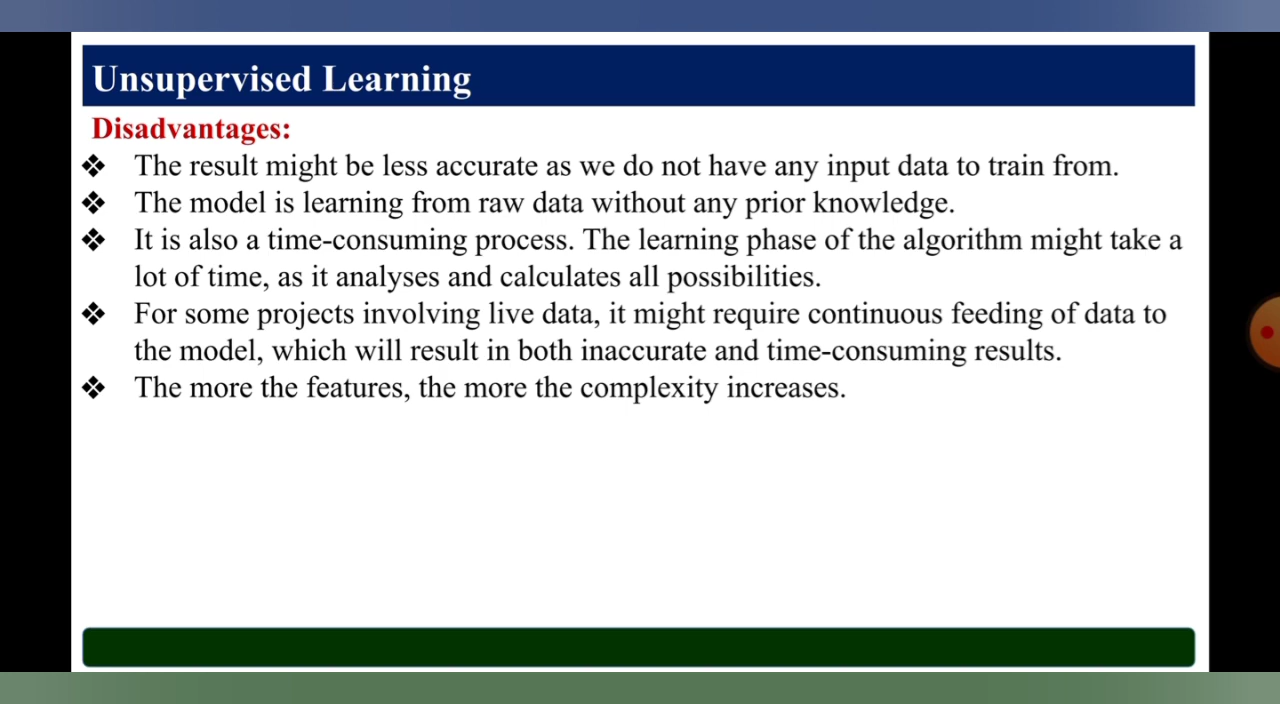 Unsupervised Learning
Disadvantages:
❖ The result might be less accurate as we do not have any input data to train from.
❖ The model is learning from raw data without any prior knowledge.
❖ It is also a time-consuming process. The learning phase of the algorithm might take a
lot of time, as it analyses and calculates all possibilities.
❖ For some projects involving live data, it might require continuous feeding of data to
the model, which will result in both inaccurate and time-consuming results.
❖ The more the features, the more the complexity increases.